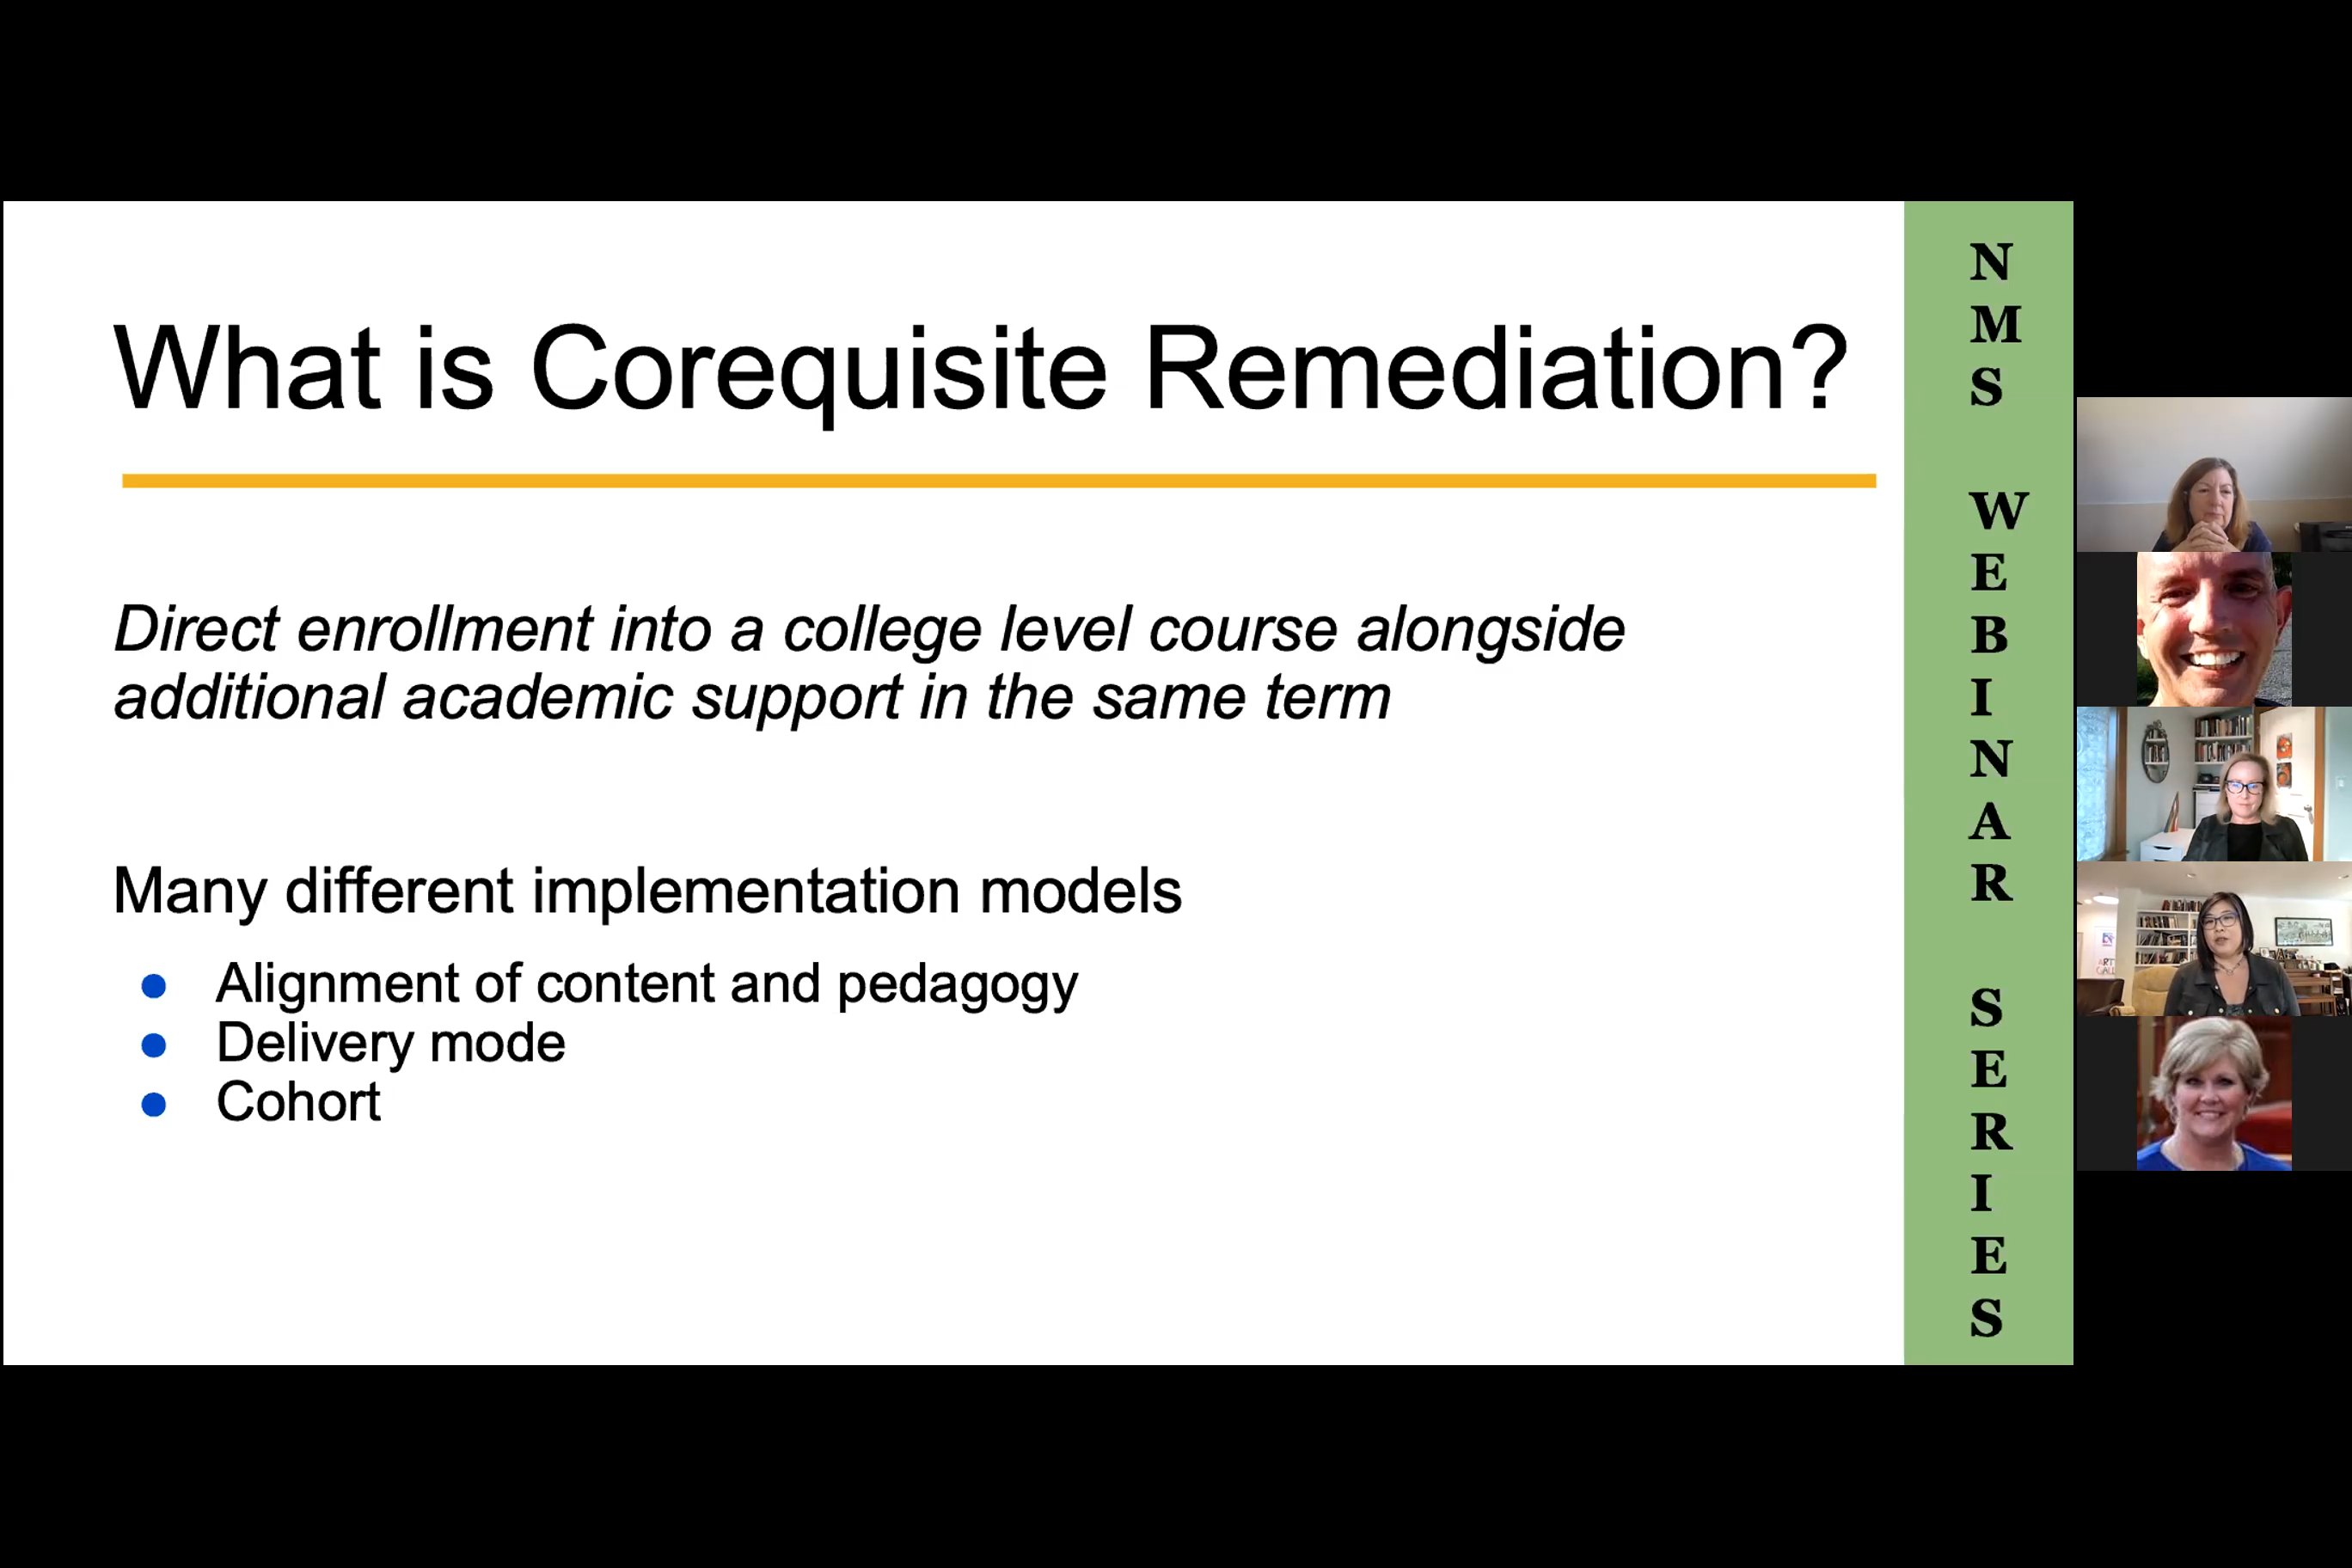 What is Corequisite Remediation?
Direct enrollment into a college level course alongside
additional academic support in the same term
Many different implementation models
Alignment of content and pedagogy
Delivery mode
Cohort
NMS WEBINAR SERIES